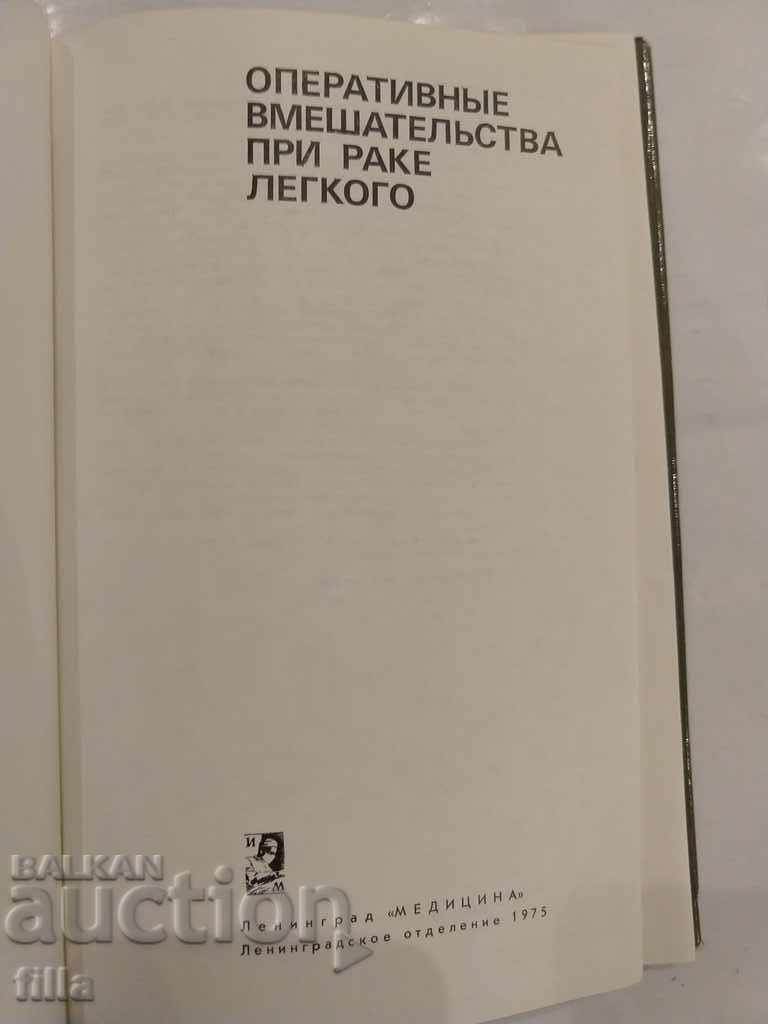 ОПЕРАТИВНЫЕ
ВМЕШАТЕЛЬСТВА
ПРИ РАКЕ
ЛЕГКОГО
И
М
Ленинград «МЕДИЦИНА»
Ленинградское отделение 1975
BALKAN
auction
filla